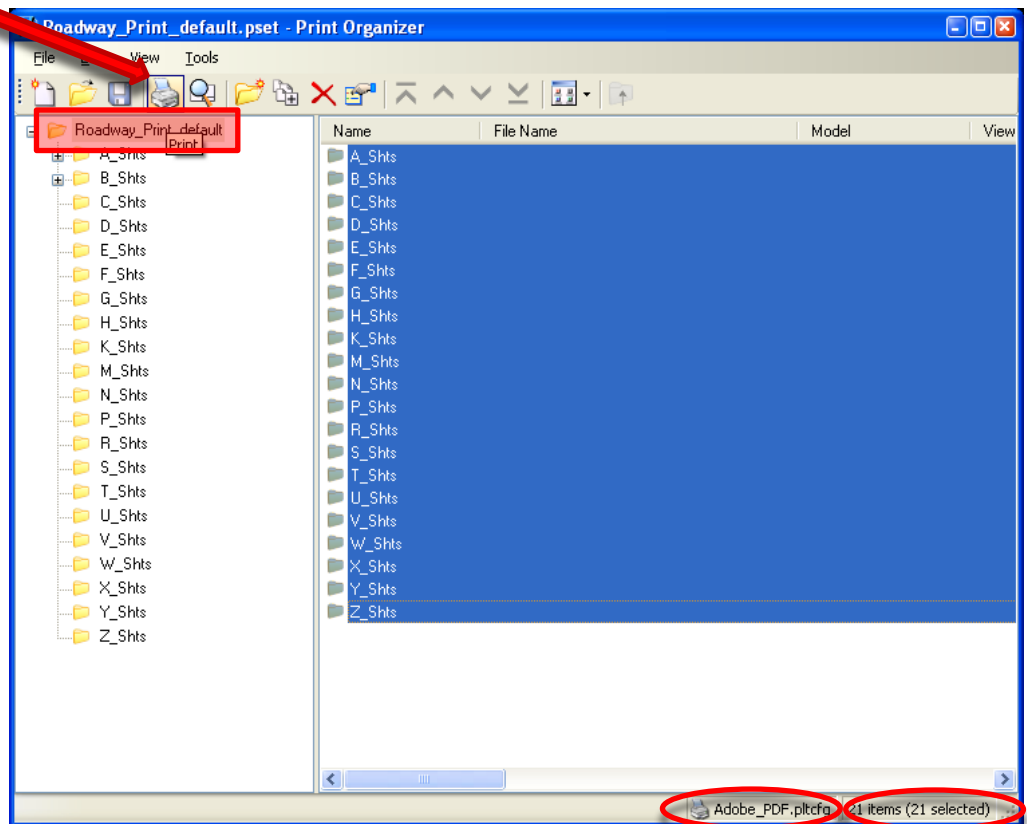 Roadway_Print_default.pset - Print Organizer
File View Tools
Roadway_Print_default
Print
A_Shts
B_Shts
C_Shts
D_Shts
E_Shts
F_Shts
G_Shts
H_Shts
K_Shts
M_Shts
N_Shts
P_Shts
R_Shts
S_Shts
T_Shts
U_Shts
V_Shts
W_Shts
X_Shts
Y_Shts
Z_Shts
Name File Name Model View
A_Shts
B_Shts
C_Shts
D_Shts
E_Shts
F_Shts
G_Shts
H_Shts
K_Shts
M_Shts
N_Shts
P_Shts
R_Shts
S_Shts
T_Shts
U_Shts
V_Shts
W_Shts
X_Shts
Y_Shts
Z_Shts
Adobe_PDF.pltcfg 21 items (21 selected)